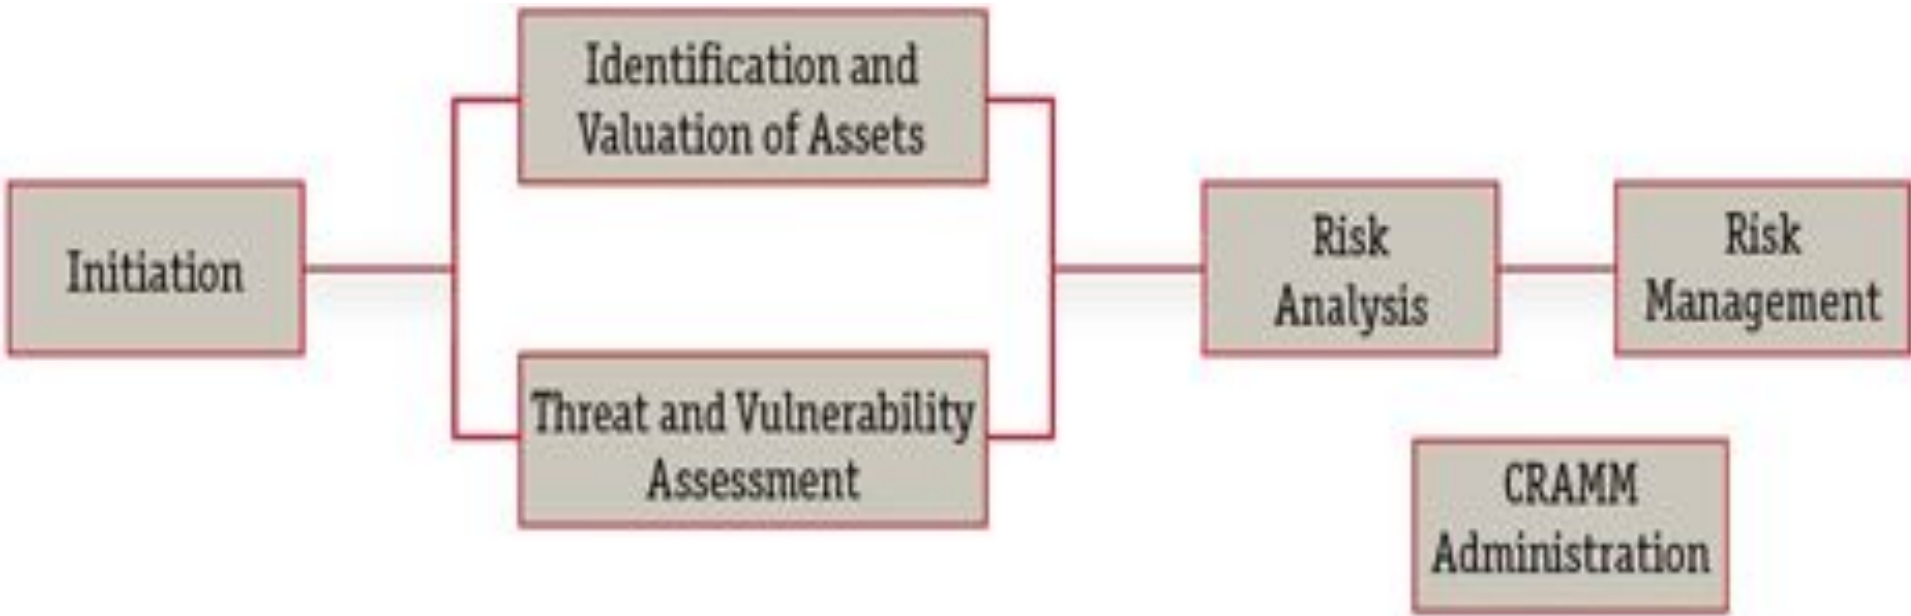 Initiation
Identification and
Valuation of Assets
Threat and Vulnerability
Assessment
Risk
Analysis
Risk
Management
CRAMM
Administration